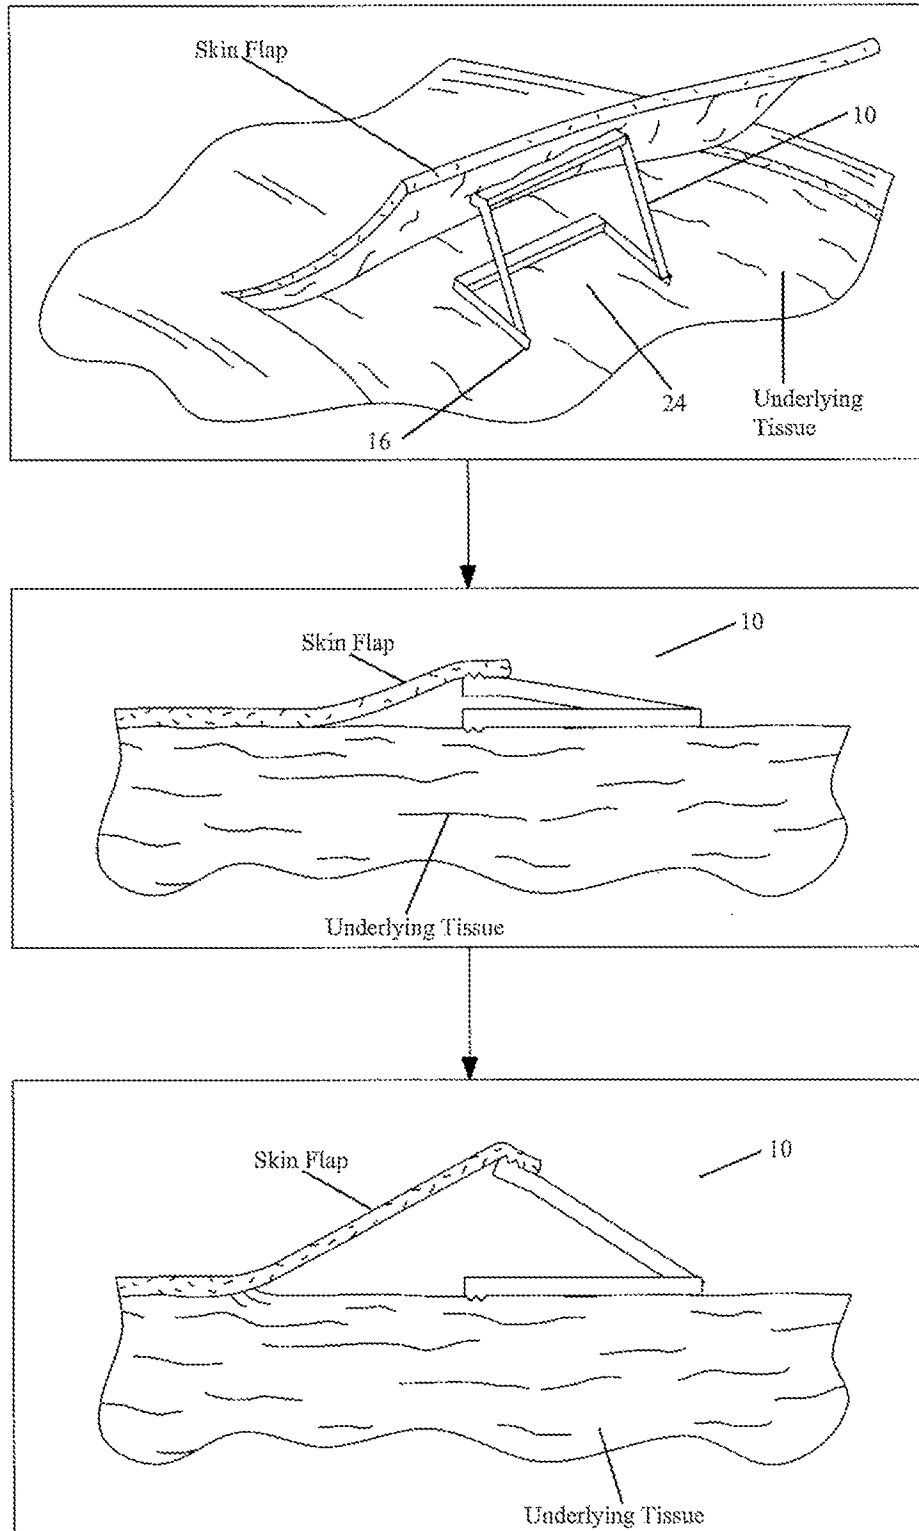 Skin Flap
10
24
Underlying
Tissue
16
10
Skin Flap
Underlying Tissue
10
Skin Flap
Underlying Tissue